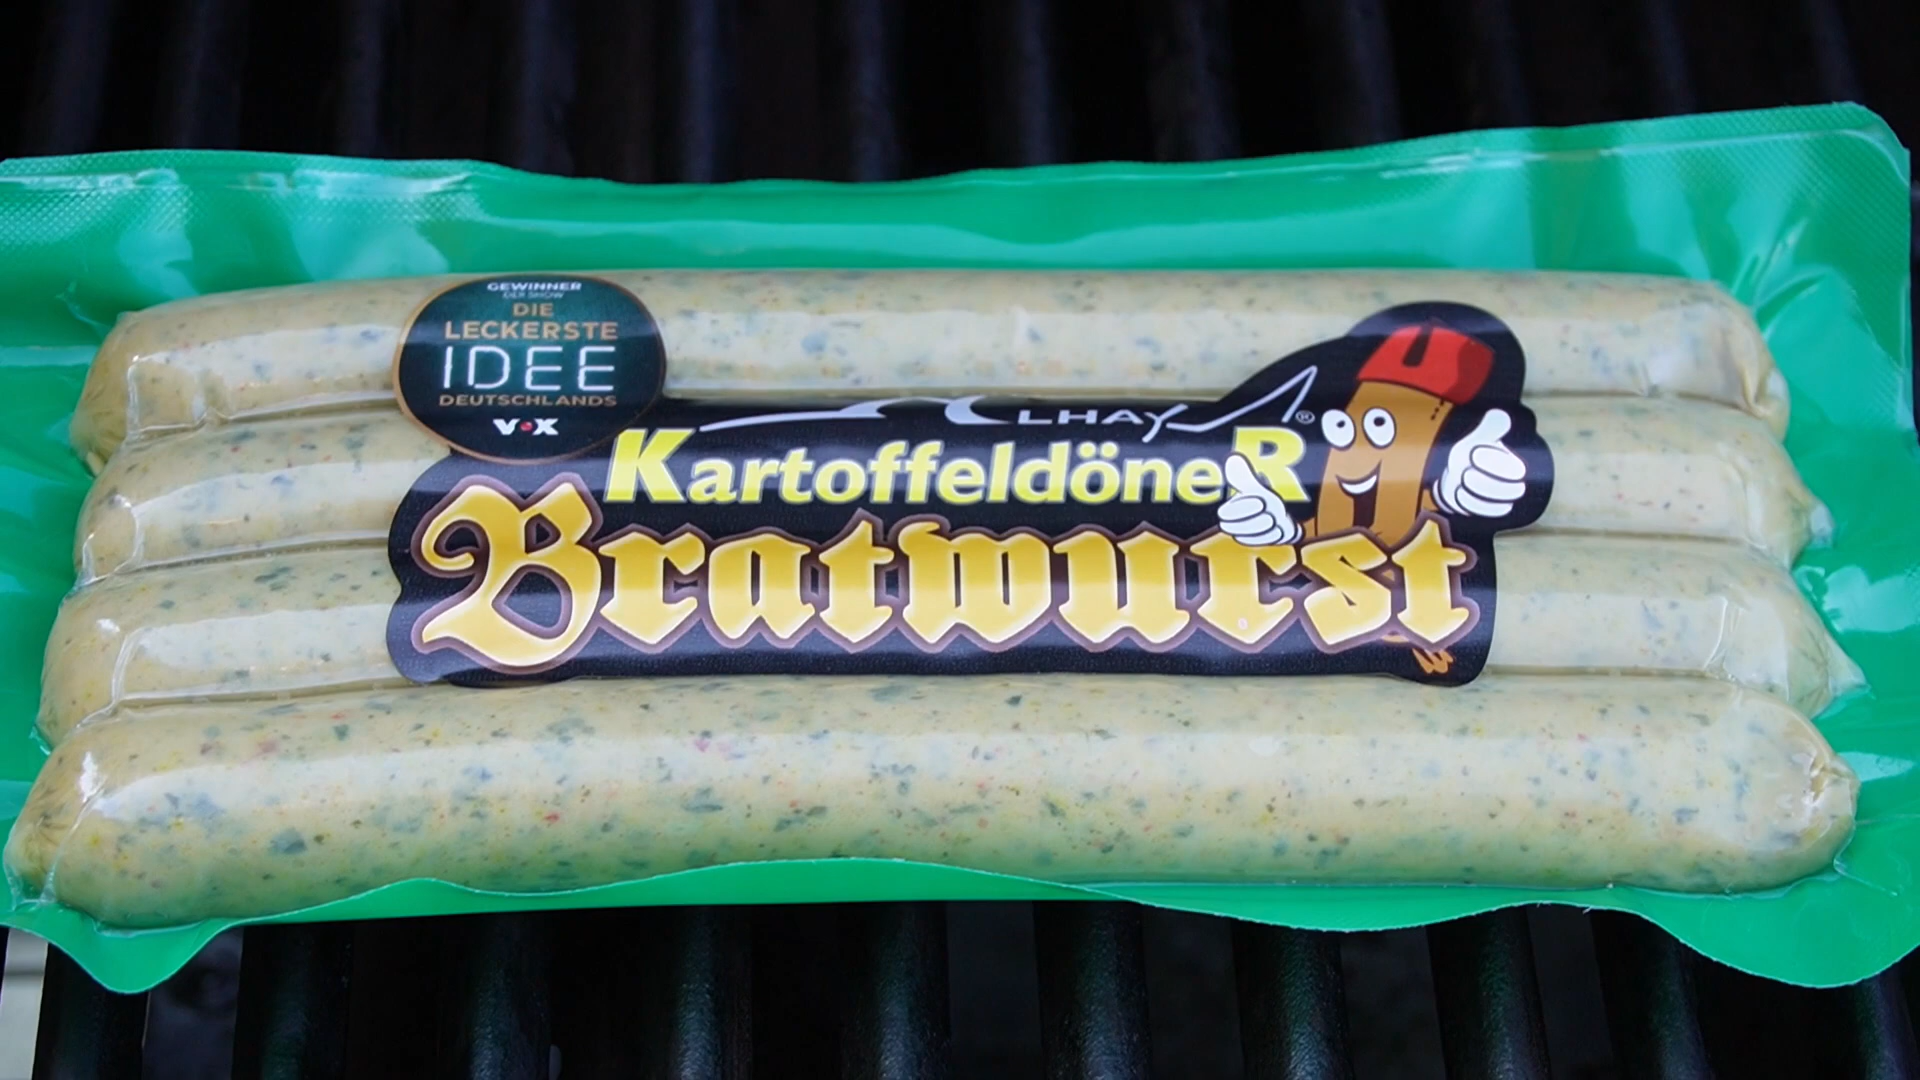 GEWINNER
DER SHOW
DIE
LECKERSTE
IDEE
DEUTSCHLANDS
VOX
LHAY ®
KartoffeldöneR
Bratwurst